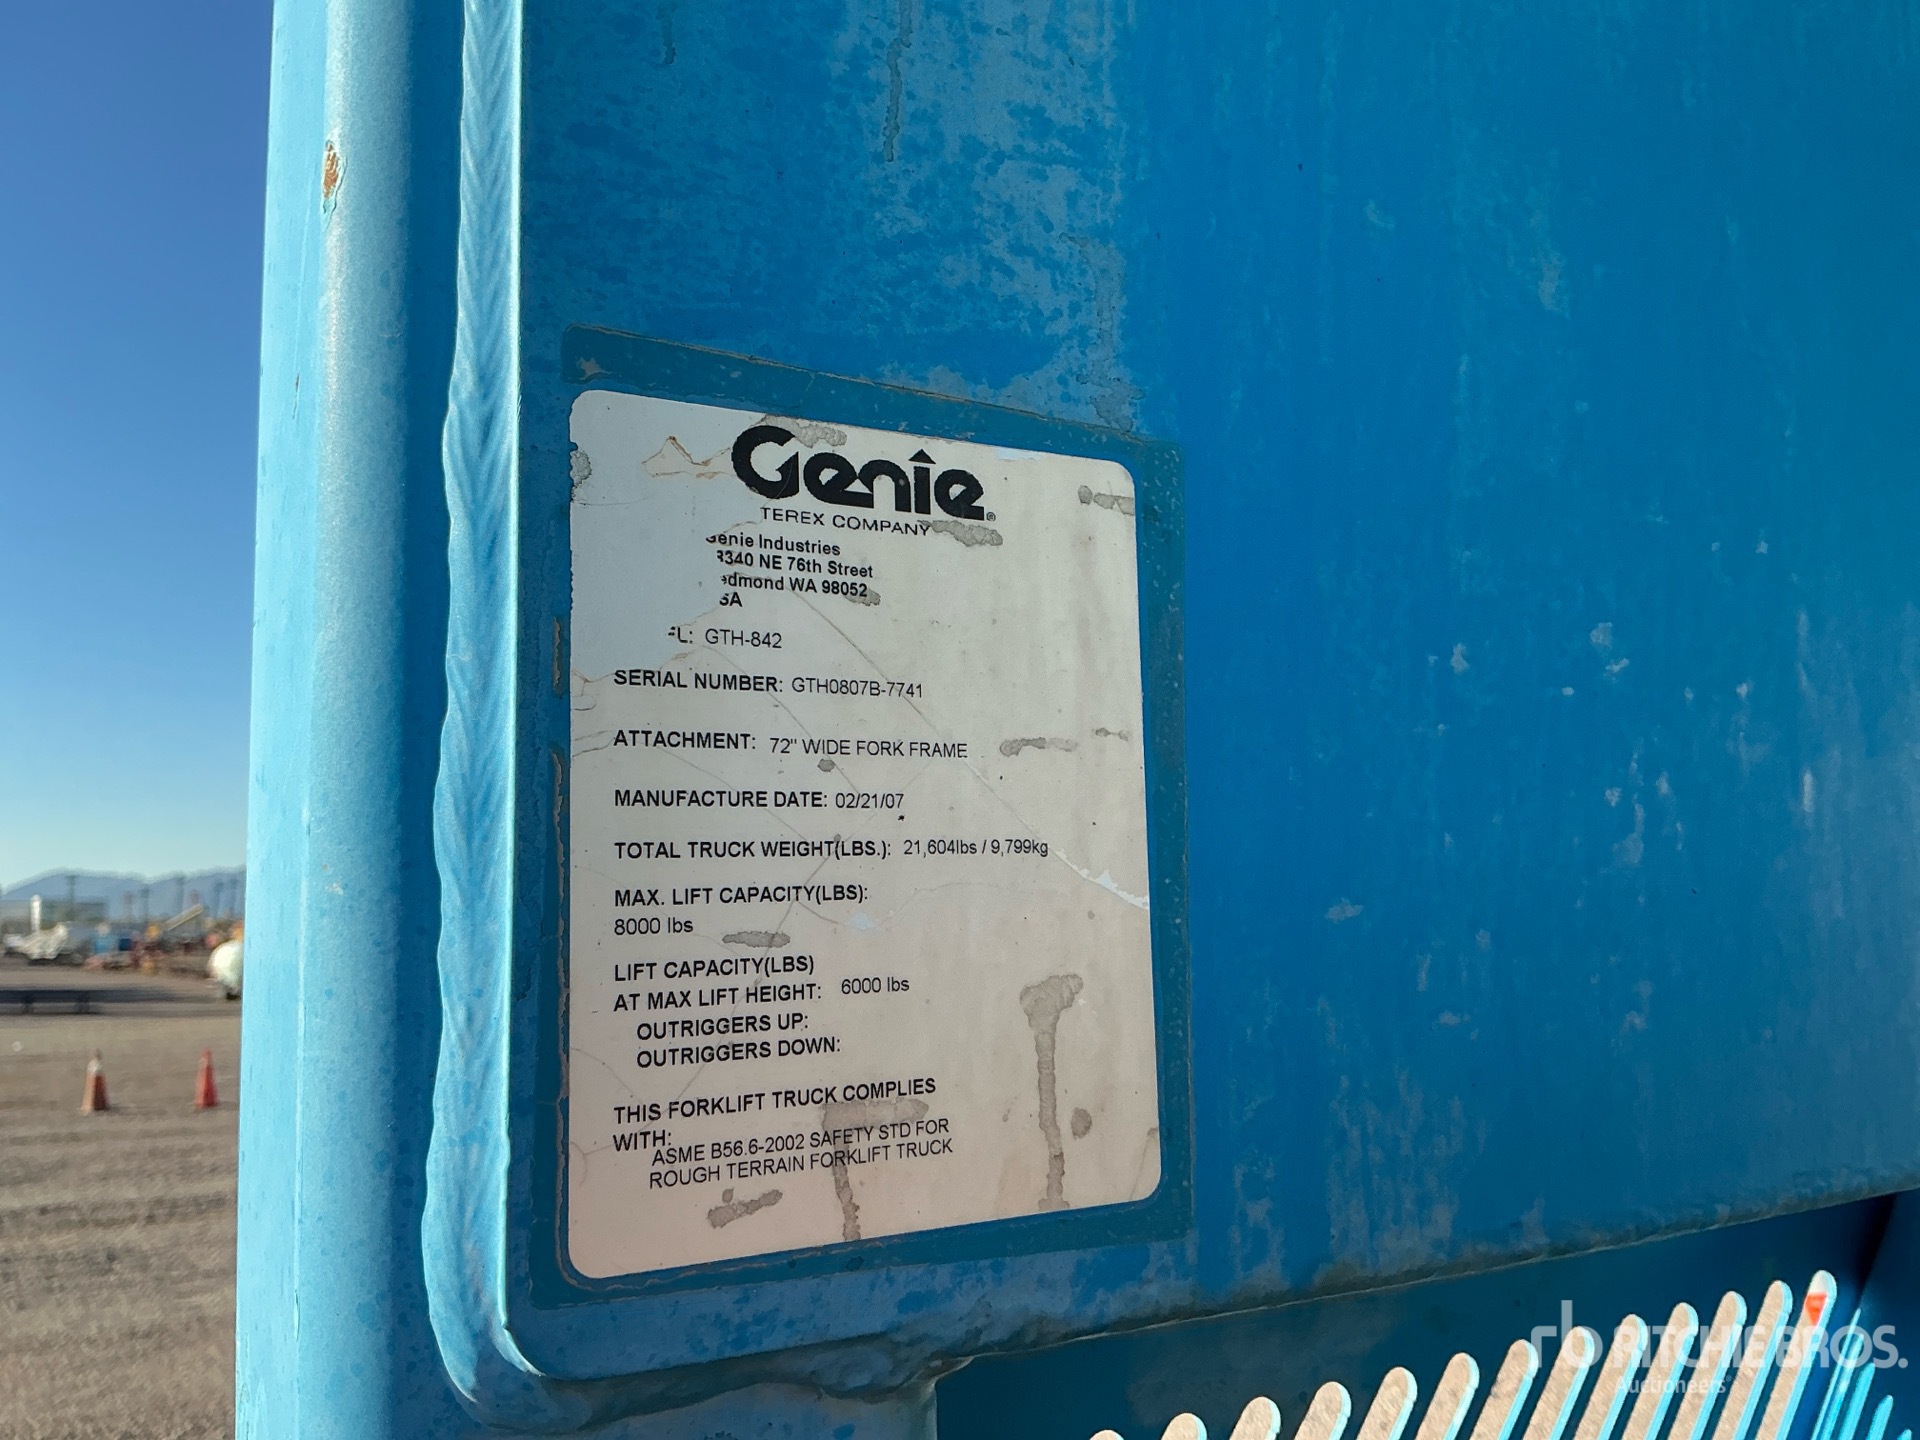 Genie®
TEREX COMPANY
Genie Industries
340 NE 76th Street
edmond WA 98052
SA
EL: GTH-842
SERIAL NUMBER: GTH0807B-7741
ATTACHMENT: 72" WIDE FORK FRAME
MANUFACTURE DATE: 02/21/07
TOTAL TRUCK WEIGHT(LBS.): 21,604lbs / 9,799kg
MAX. LIFT CAPACITY(LBS):
8000 lbs
LIFT CAPACITY(LBS)
AT MAX LIFT HEIGHT: 6000 lbs
OUTRIGGERS UP:
OUTRIGGERS DOWN:
THIS FORKLIFT TRUCK COMPLIES
WITH:
ASME B56.6-2002 SAFETY STD FOR
ROUGH TERRAIN FORKLIFT TRUCK
rb RITCHIE BROS.
Auctioneers®